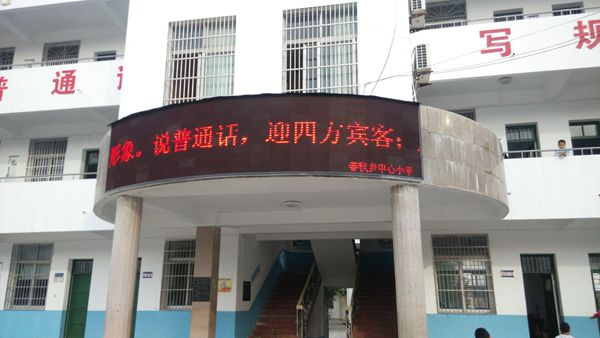 普通
写规
形象。说普通话，迎四方宾客；
春秋乡中心小学